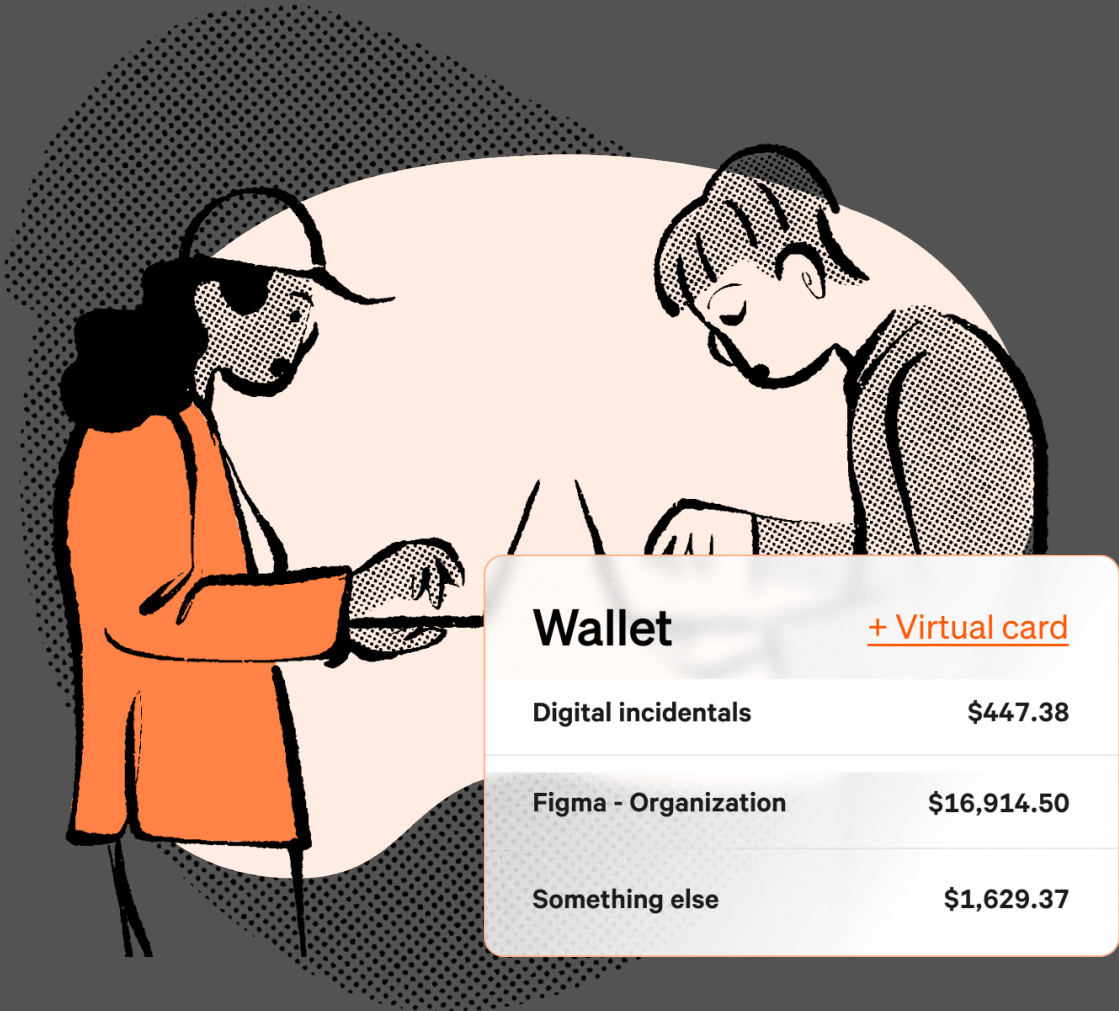 Wallet + Virtual card
Digital incidentals $447.38
Figma - Organization $16,914.50
Something else $1,629.37